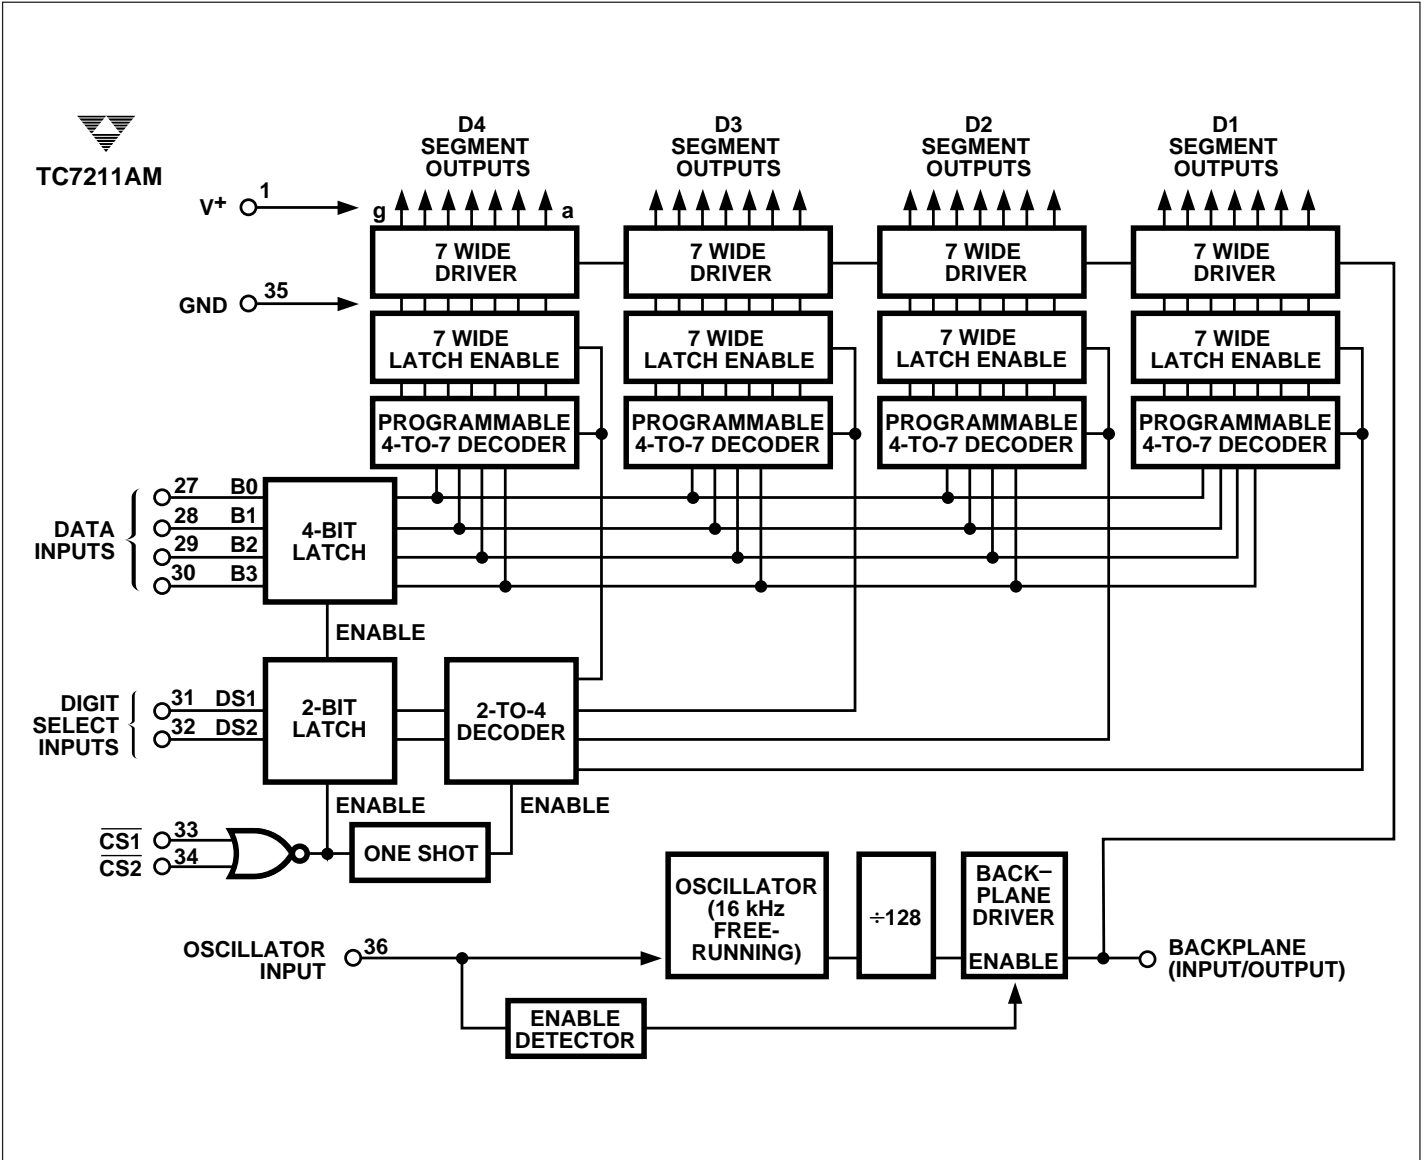 TC7211AM
D4
SEGMENT
OUTPUTS
D3
SEGMENT
OUTPUTS
D2
SEGMENT
OUTPUTS
D1
SEGMENT
OUTPUTS
V+ 1
g a
GND 35
7 WIDE
DRIVER
7 WIDE
DRIVER
7 WIDE
DRIVER
7 WIDE
DRIVER
7 WIDE
LATCH ENABLE
7 WIDE
LATCH ENABLE
7 WIDE
LATCH ENABLE
7 WIDE
LATCH ENABLE
PROGRAMMABLE
4-TO-7 DECODER
PROGRAMMABLE
4-TO-7 DECODER
PROGRAMMABLE
4-TO-7 DECODER
PROGRAMMABLE
4-TO-7 DECODER
DATA
INPUTS
27 B0
28 B1
29 B2
30 B3
4-BIT
LATCH
ENABLE
DIGIT
SELECT
INPUTS
31 DS1
32 DS2
2-BIT
LATCH
2-TO-4
DECODER
ENABLE
ENABLE
CS1 33
CS2 34
ONE SHOT
OSCILLATOR
INPUT
36
OSCILLATOR
(16 kHz
FREE-
RUNNING)
÷128
BACK–
PLANE
DRIVER
ENABLE
BACKPLANE
(INPUT/OUTPUT)
ENABLE
DETECTOR